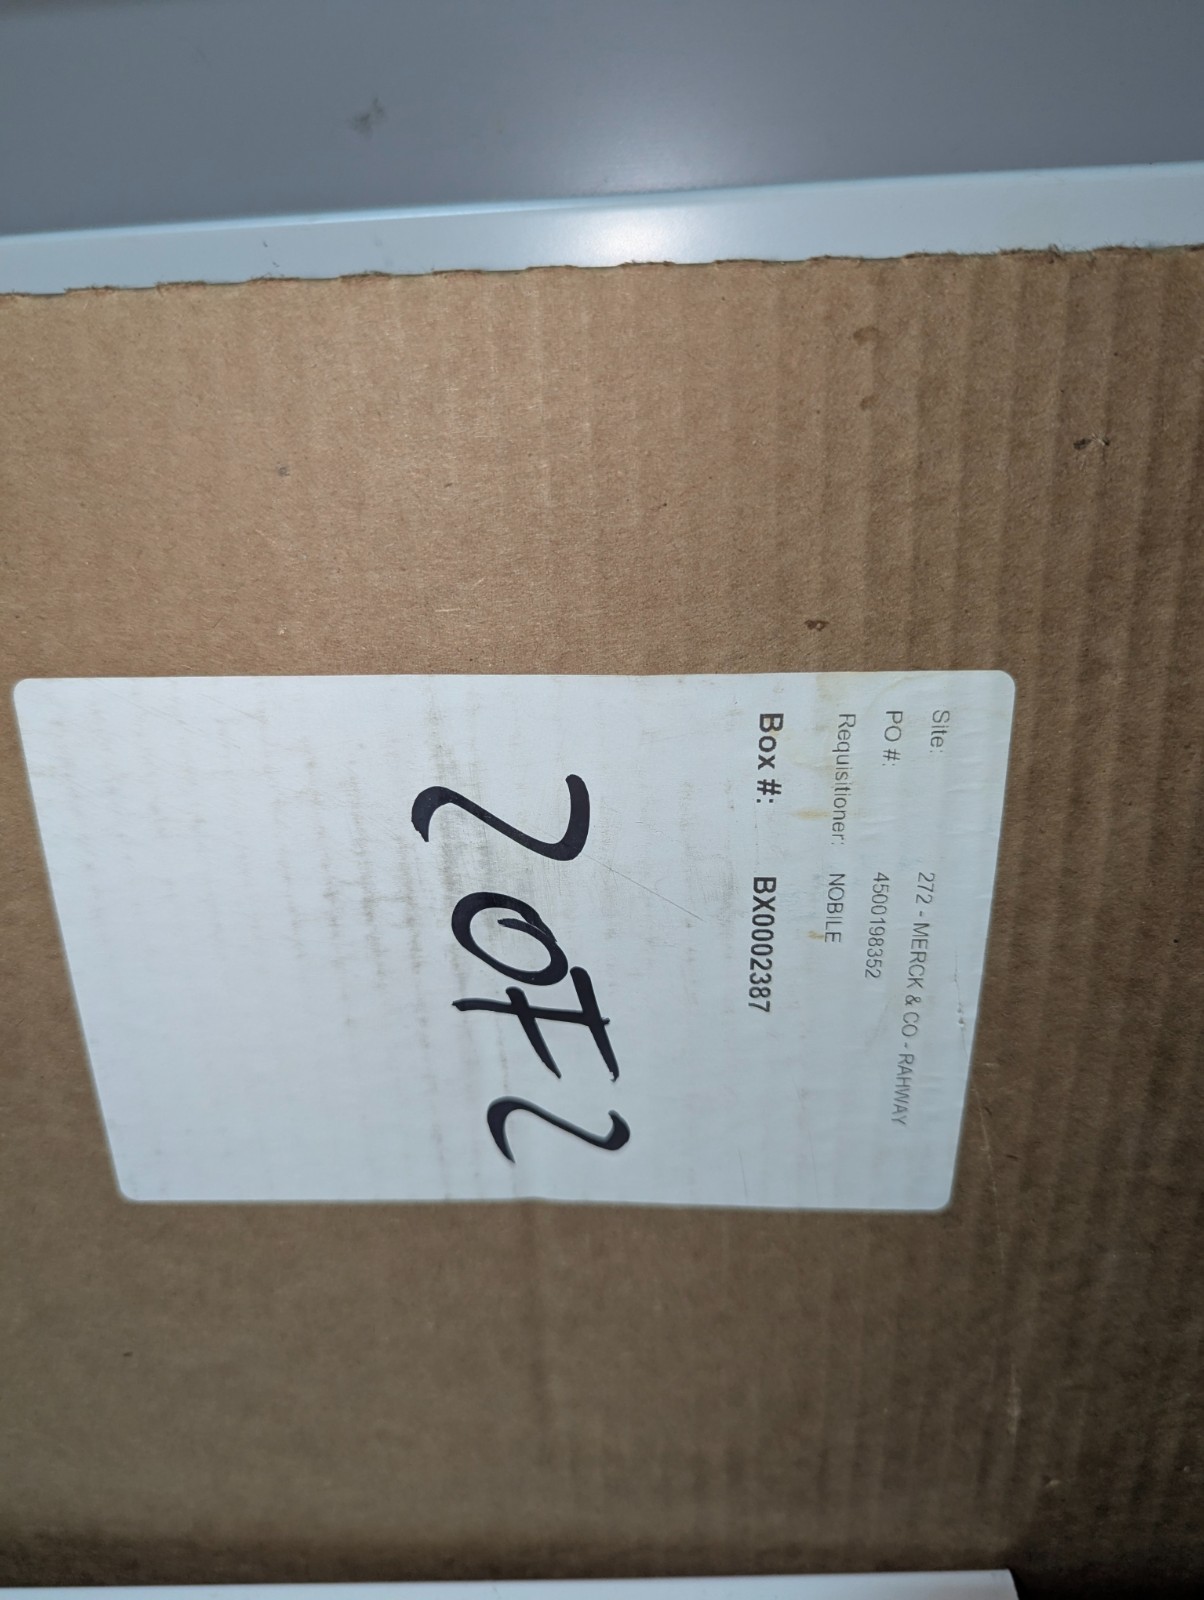 Site: 272 - MERCK & CO - RAHWAY
PO #: 4500198352
Requisitioner: NOBILE
Box #: BX0002387
2 OF 2